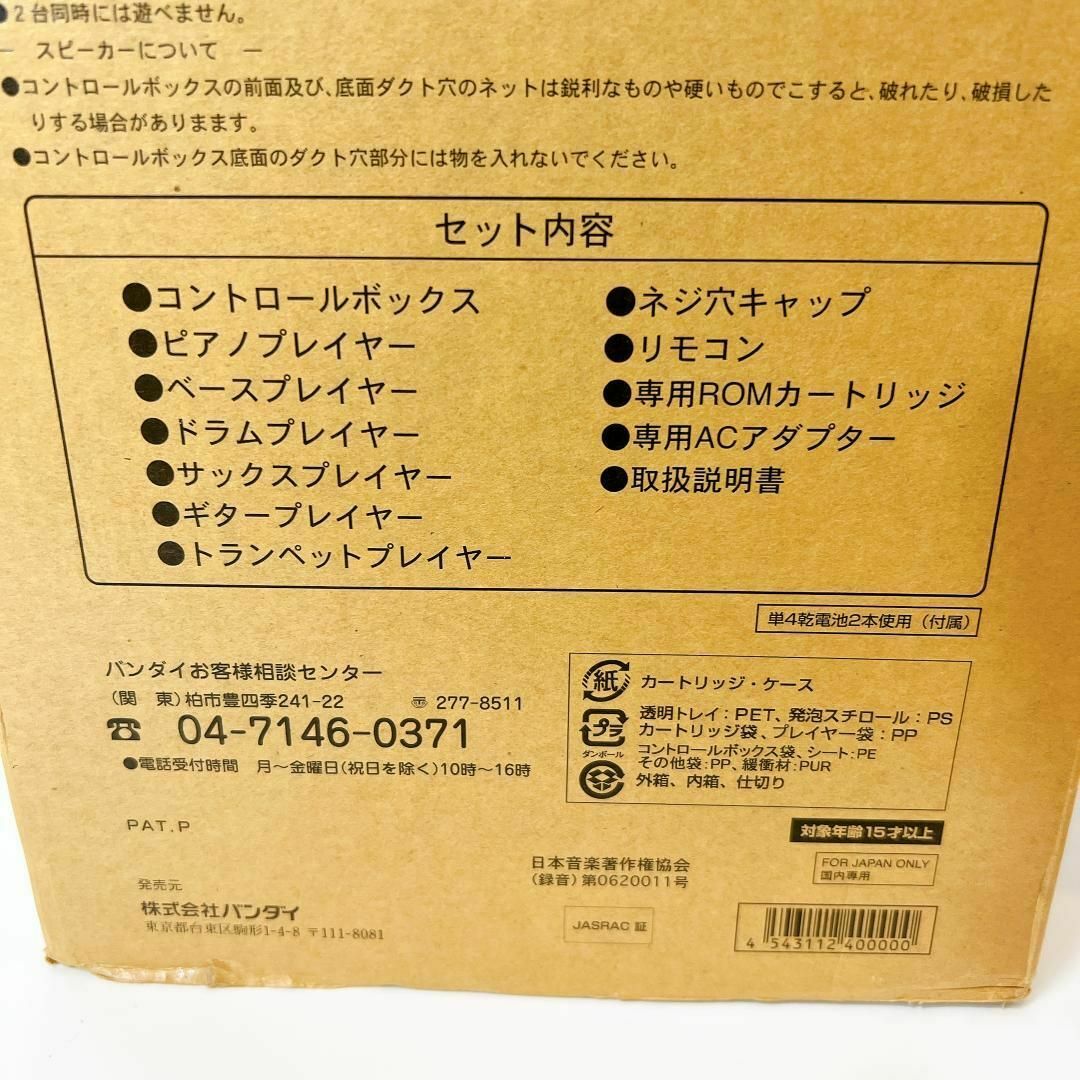 ●2台同時には遊べません。
― スピーカーについて ―
●コントロールボックスの前面及び、底面ダクト穴のネットは鋭利なものや硬いものでこすると、破れたり、破損した
りする場合がありまます。
●コントロールボックス底面のダクト穴部分には物を入れないでください。
セット内容
●コントロールボックス
●ピアノプレイヤー
●ベースプレイヤー
●ドラムプレイヤー
●サックスプレイヤー
●ギタープレイヤー
●トランペットプレイヤー
●ネジ穴キャップ
●リモコン
●専用ROMカートリッジ
●専用ACアダプター
●取扱説明書
単4乾電池2本使用（付属）
バンダイお客様相談センター
（関 東）柏市豊四季241-22 〠 277-8511
☎ 04-7146-0371
●電話受付時間 月～金曜日(祝日を除く)10時～16時
紙 カートリッジ・ケース
プラ 透明トレイ：PET、発泡スチロール：PS
カートリッジ袋、プレイヤー袋：PP
コントロールボックス袋、シート：PE
その他袋：PP、緩衝材：PUR
ダンボール
外箱、内箱、仕切り
PAT.P
対象年齢15才以上
日本音楽著作権協会
（録音）第0620011号
FOR JAPAN ONLY
国内専用
発売元
株式会社バンダイ
東京都台東区駒形1-4-8 〒111-8081
JASRAC 証
4 543112 400000